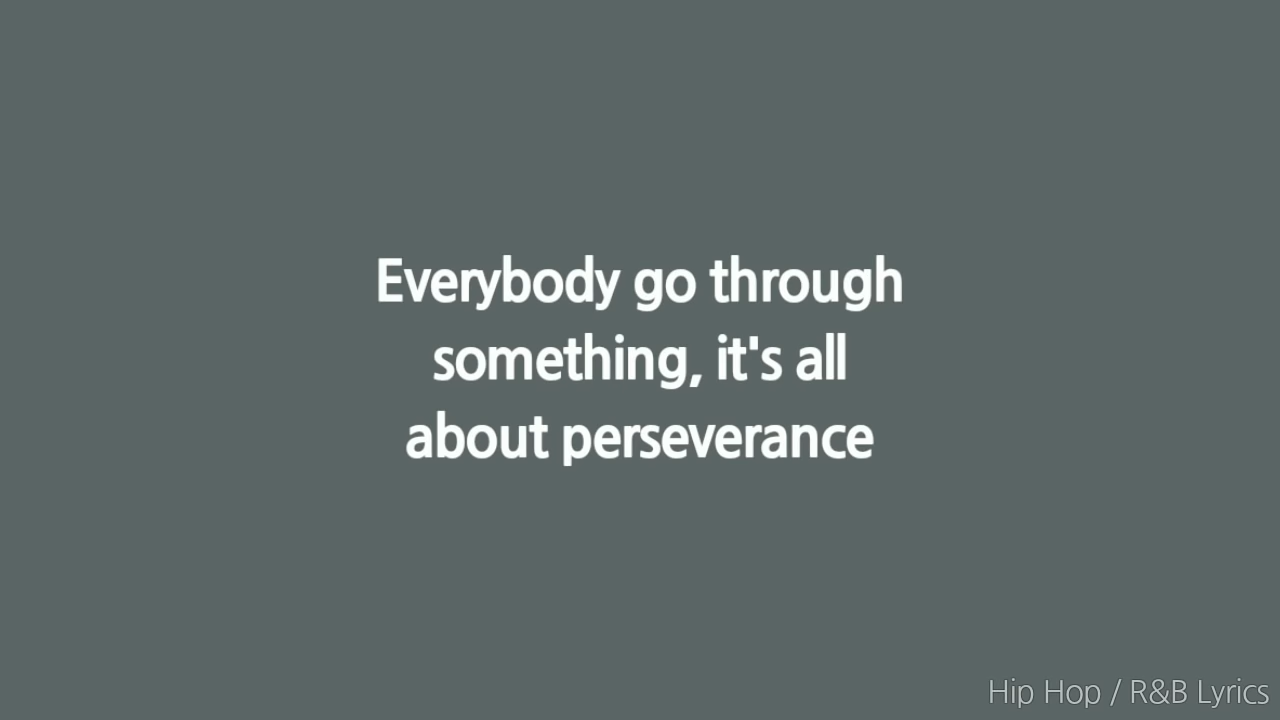 Everybody go through
something, it's all
about perseverance
Hip Hop / R&B Lyrics